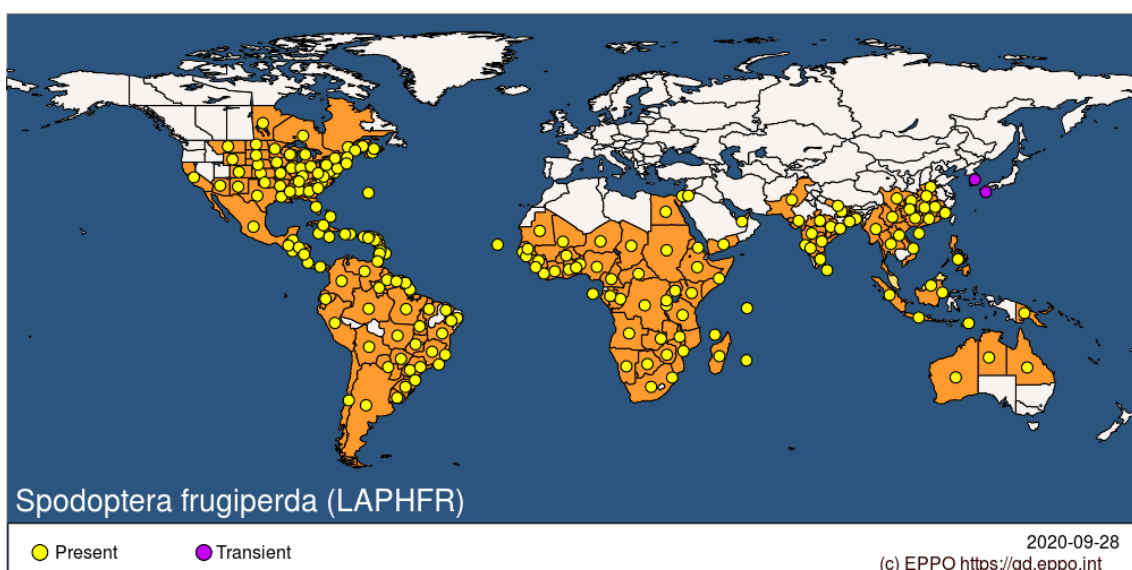 Spodoptera frugiperda (LAPHFR)
Present
Transient
2020-09-28
(c) EPPO https://gd.eppo.int